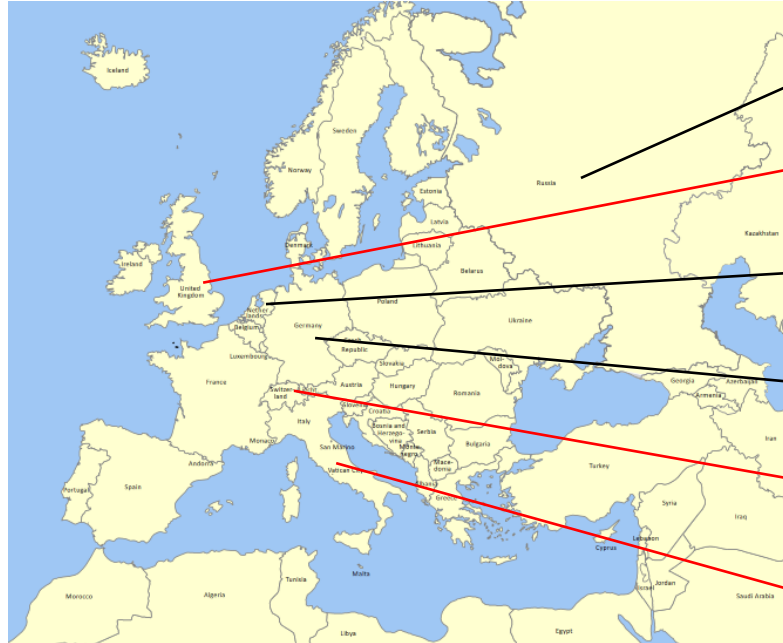 Iceland
Sweden
Norway
Russia
Estonia
Latvia
Kazakhstan
Denmark
Lithuania
Ireland
Belarus
United
Kingdom
Nether
lands
Poland
Belgium
Germany
Ukraine
Republic
Luxembourg
Slovakia
Mol-
dova
France
Austria
Hungary
Georgia
Azerbaijan
Switzer
land
Romania
Armenia
Slovenia
Croatia
Italy
Bosnia and
Herzego-
vina
Serbia
Monaco
San Marino
Monte
negro
Bulgaria
Iran
Andorra
Vatican City
Mace-
donia
Turkey
Portugal
Spain
Albania
Greece
Syria
Iraq
Lebanon
Cyprus
Malta
Tunisia
Israel
Jordan
Morocco
Algeria
Saudi Arabia
Libya
Egypt